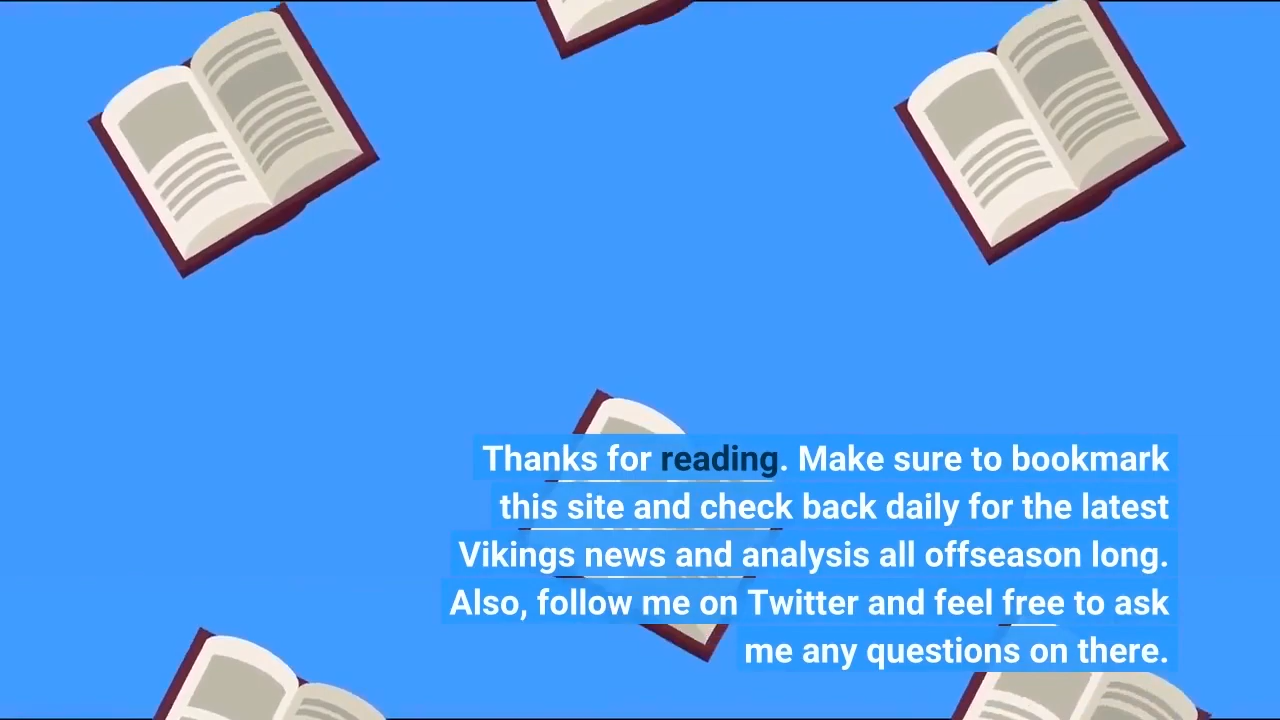 Thanks for reading. Make sure to bookmark
this site and check back daily for the latest
Vikings news and analysis all offseason long.
Also, follow me on Twitter and feel free to ask
me any questions on there.